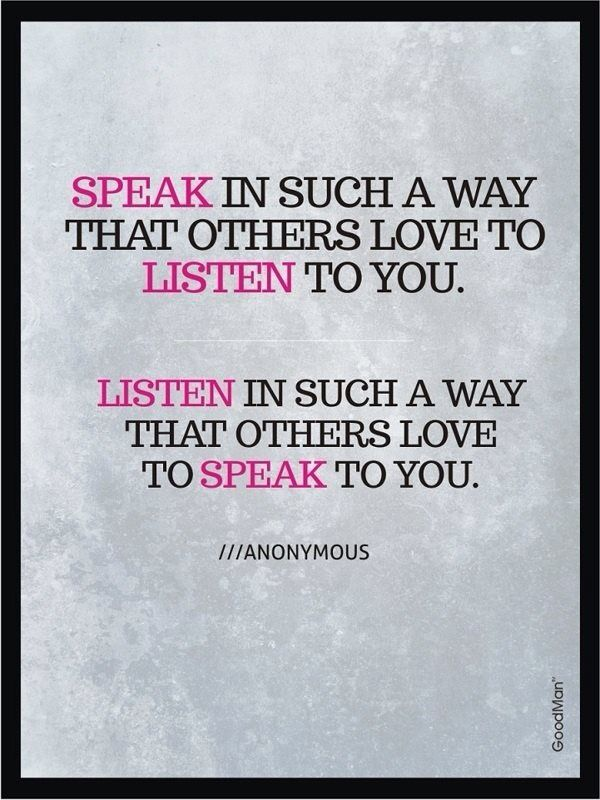 SPEAK IN SUCH A WAY
THAT OTHERS LOVE TO
LISTEN TO YOU.
LISTEN IN SUCH A WAY
THAT OTHERS LOVE
TO SPEAK TO YOU.
///ANONYMOUS
GoodMan™